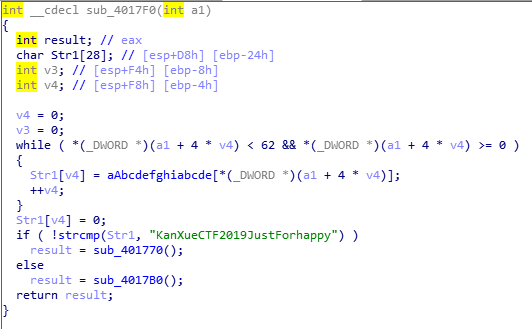 int __cdecl sub_4017F0(int a1)
{
  int result; // eax
  char Str1[28]; // [esp+D8h] [ebp-24h]
  int v3; // [esp+F4h] [ebp-8h]
  int v4; // [esp+F8h] [ebp-4h]

  v4 = 0;
  v3 = 0;
  while ( *(_DWORD *)(a1 + 4 * v4) < 62 && *(_DWORD *)(a1 + 4 * v4) >= 0 )
  {
    Str1[v4] = aAbcdefghiabcde[*(_DWORD *)(a1 + 4 * v4)];
    ++v4;
  }
  Str1[v4] = 0;
  if ( !strcmp(Str1, "KanXueCTF2019JustForhappy") )
    result = sub_401770();
  else
    result = sub_4017B0();
  return result;
}